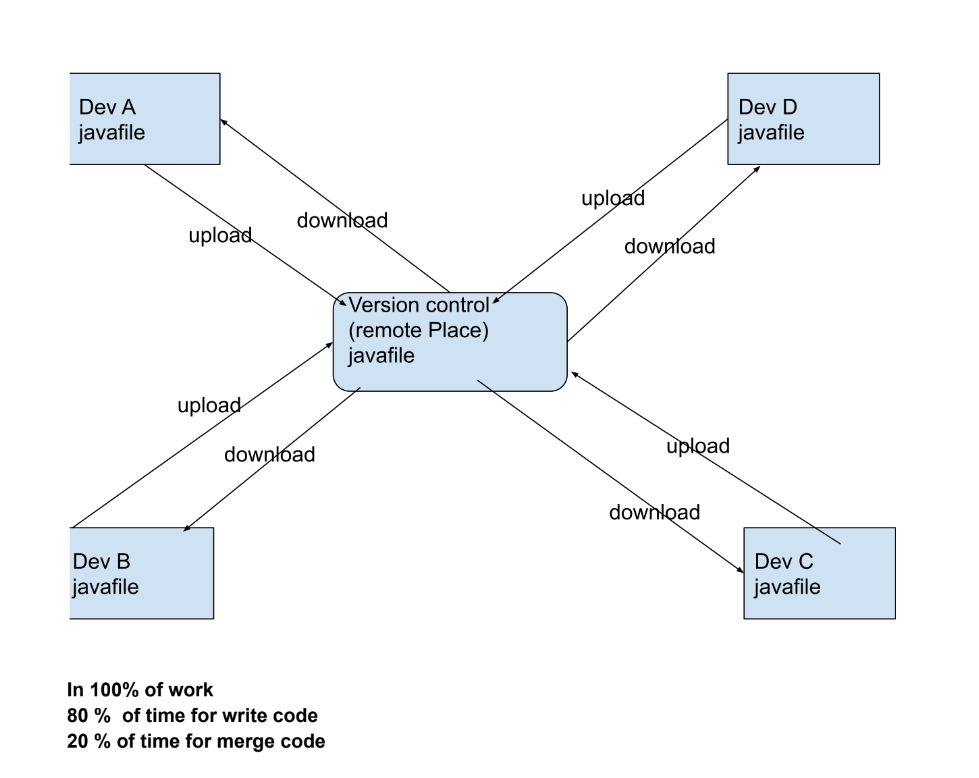 Dev A
javafile
Dev D
javafile
upload
download
upload
download
Version control
(remote Place)
javafile
upload
download
upload
download
Dev B
javafile
Dev C
javafile
In 100% of work
80 %  of time for write code
20 % of time for merge code